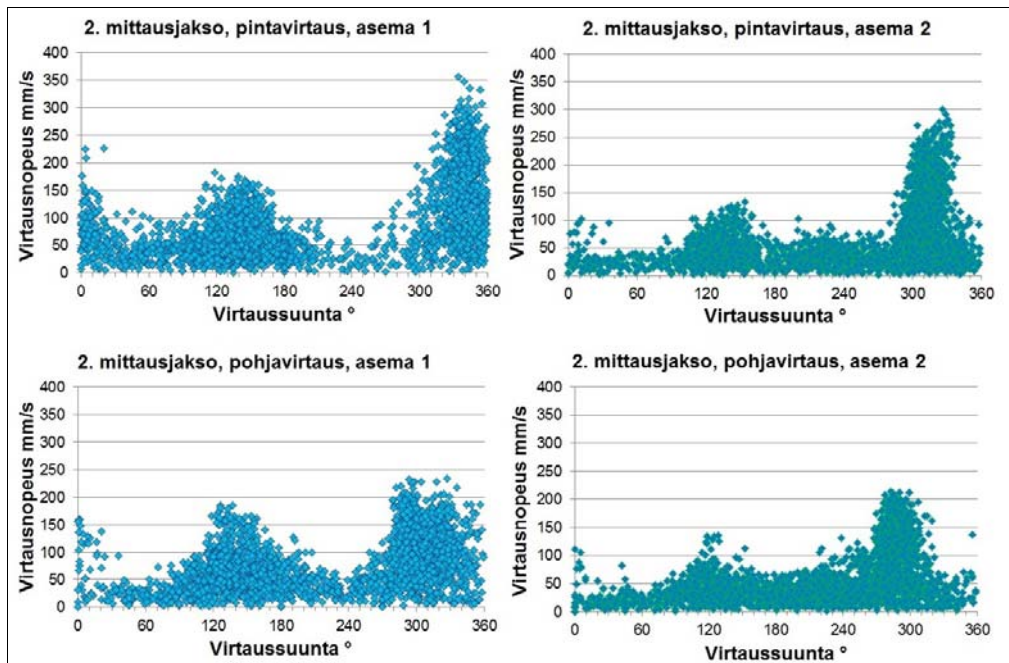 2. mittausjakso, pintavirtaus, asema 1
Virtausnopeus mm/s
400
350
300
250
200
150
100
50
0
0 60 120 180 240 300 360
Virtaussuunta °
2. mittausjakso, pintavirtaus, asema 2
Virtausnopeus mm/s
400
350
300
250
200
150
100
50
0
0 60 120 180 240 300 360
Virtaussuunta °
2. mittausjakso, pohjavirtaus, asema 1
Virtausnopeus mm/s
400
350
300
250
200
150
100
50
0
0 60 120 180 240 300 360
Virtaussuunta °
2. mittausjakso, pohjavirtaus, asema 2
Virtausnopeus mm/s
400
350
300
250
200
150
100
50
0
0 60 120 180 240 300 360
Virtaussuunta °